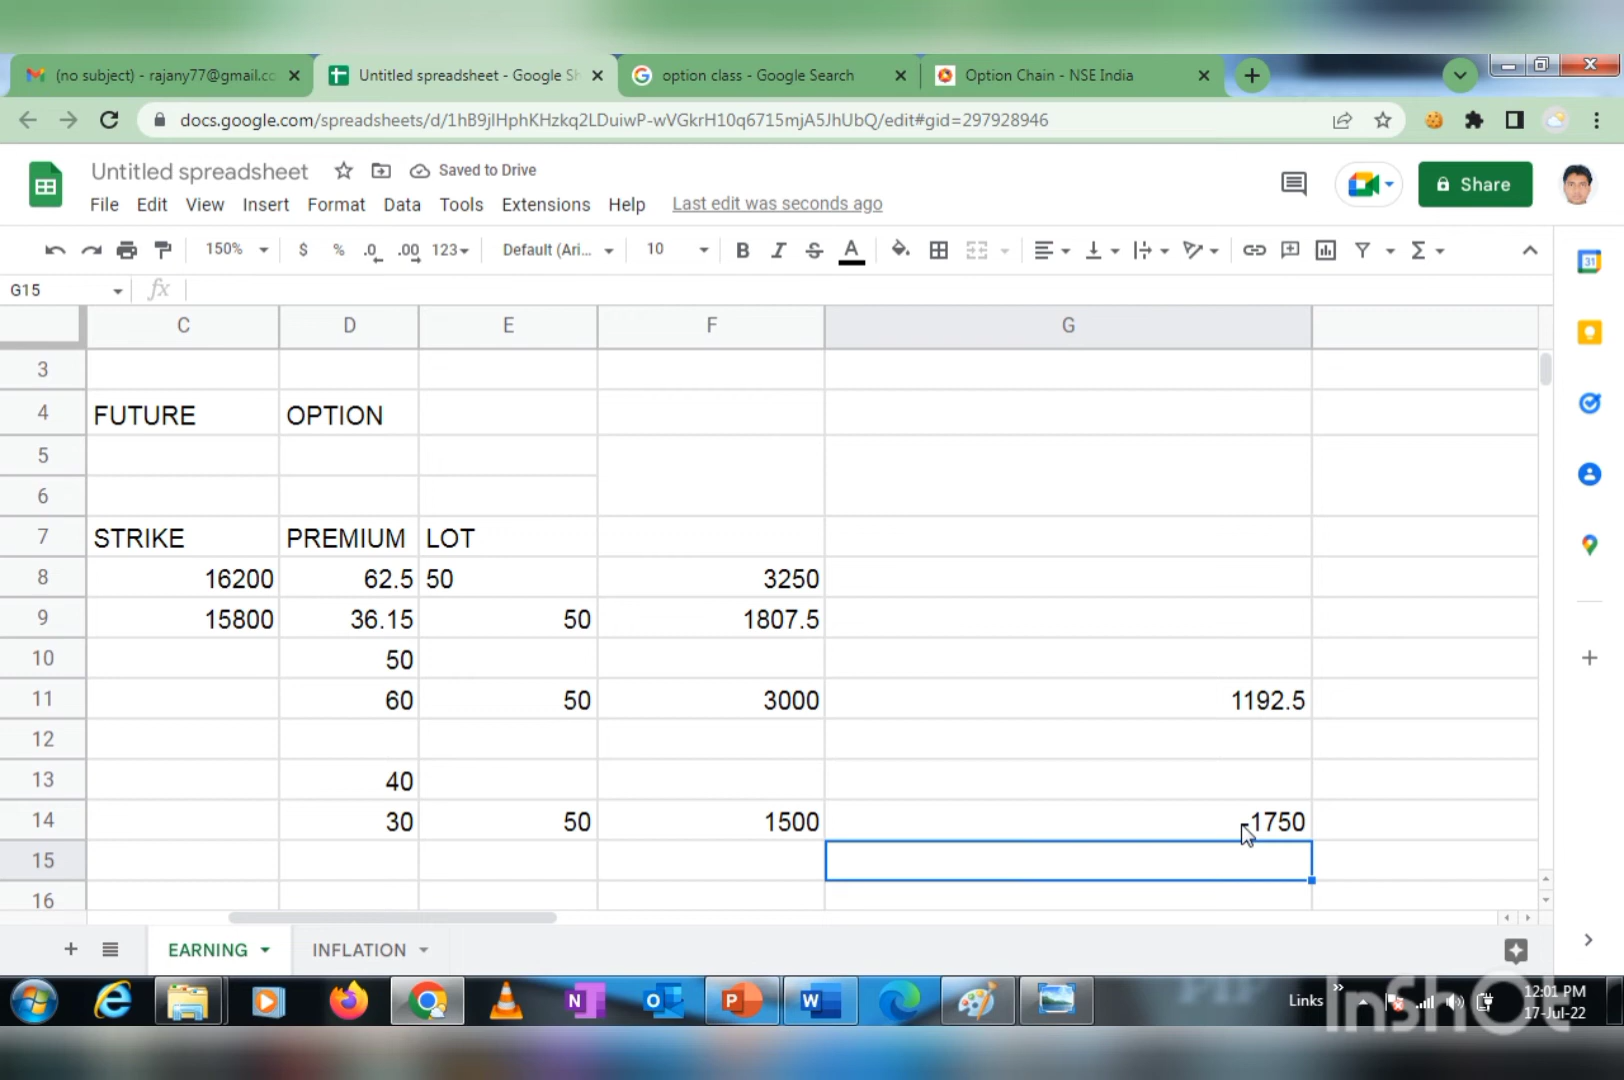 (no subject) - rajany77@gmail.co
Untitled spreadsheet - Google Sh
option class - Google Search
Option Chain - NSE India
docs.google.com/spreadsheets/d/1hB9jlHphKHzkq2LDuiwP-wVGkrH10q6715mjA5JhUbQ/edit#gid=297928946
Untitled spreadsheet
Saved to Drive
Share
File Edit View Insert Format Data Tools Extensions Help Last edit was seconds ago
150% $ % .0 .00 123 Default (Ari... 10 B I S A
G15 fx
C D E F G
3
4 FUTURE OPTION
5
6
7 STRIKE PREMIUM LOT
8 16200 62.5 50 3250
9 15800 36.15 50 1807.5
10 50
11 60 50 3000 1192.5
12
13 40
14 30 50 1500 -1750
15
16
EARNING INFLATION
Links
12:01 PM
17-Jul-22
InShOt